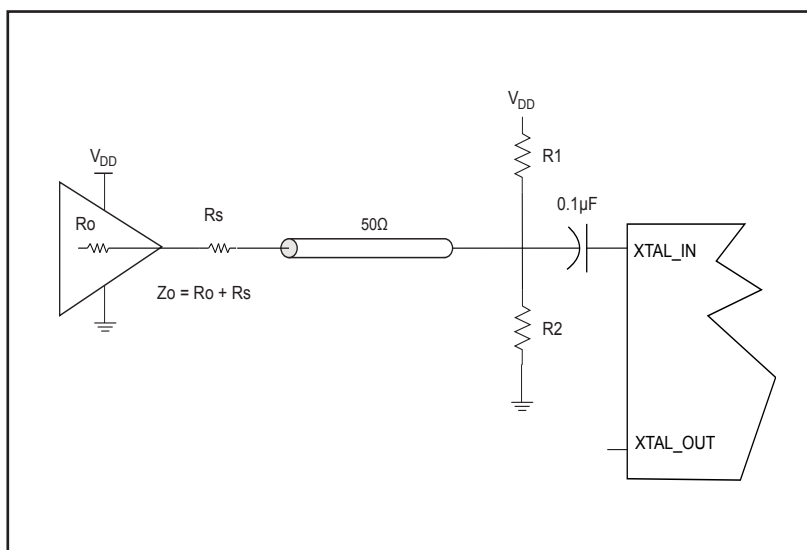 V_DD
R1
V_DD
0.1µF
Ro
Rs
50Ω
XTAL_IN
Zo = Ro + Rs
R2
XTAL_OUT